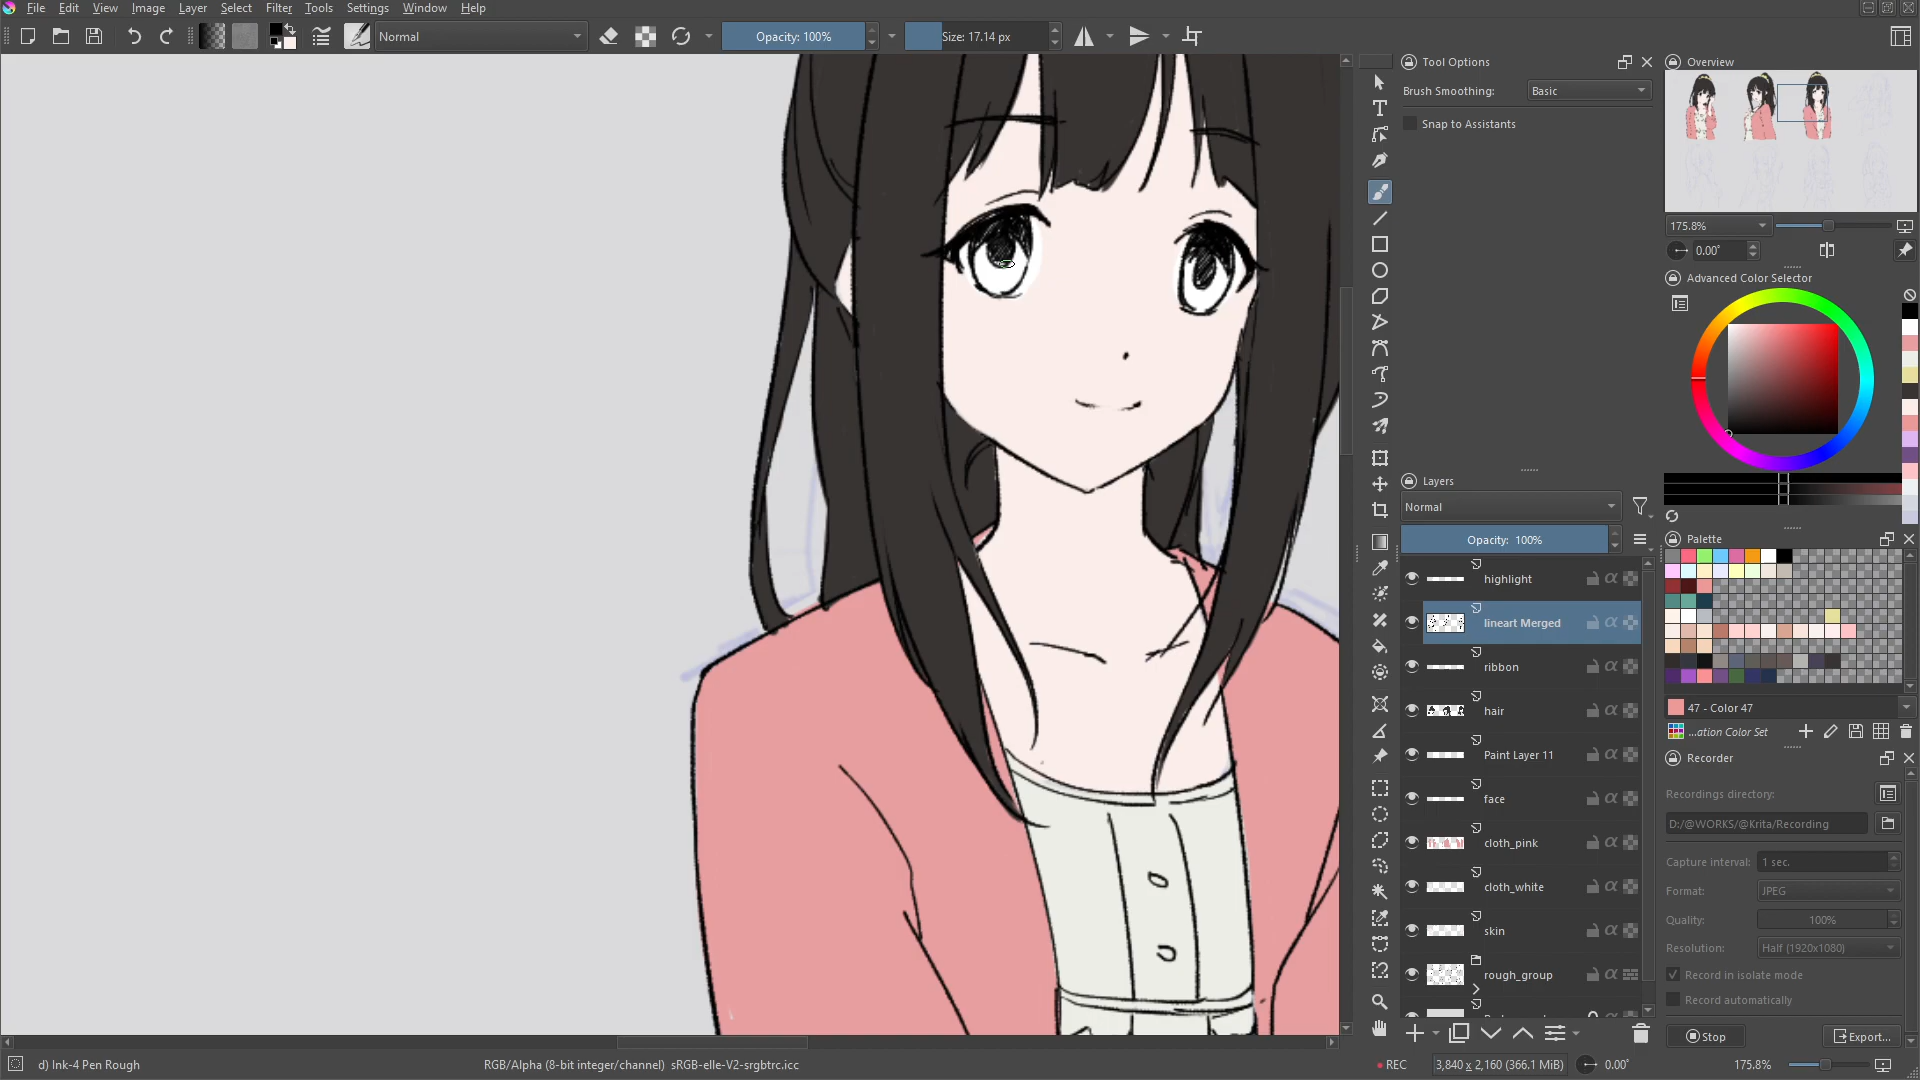 File Edit View Image Layer Select Filter Tools Settings Window Help
Normal
Opacity: 100%
Size: 17.14 px
Tool Options
Brush Smoothing: Basic
Snap to Assistants
Layers
Normal
Opacity: 100%
highlight
lineart Merged
ribbon
hair
Paint Layer 11
face
cloth_pink
cloth_white
skin
rough_group
Overview
175.8%
0.00°
Advanced Color Selector
Palette
47 - Color 47
...ation Color Set
Recorder
Recordings directory:
D:/@WORKS/@Krita/Recording
Capture interval: 1 sec.
Format: JPEG
Quality: 100%
Resolution: Half (1920x1080)
Record in isolate mode
Record automatically
Stop Export...
d) Ink-4 Pen Rough
RGB/Alpha (8-bit integer/channel) sRGB-elle-V2-srgbtrc.icc
REC
3,840 x 2,160 (366.1 MiB)
0.00°
175.8%